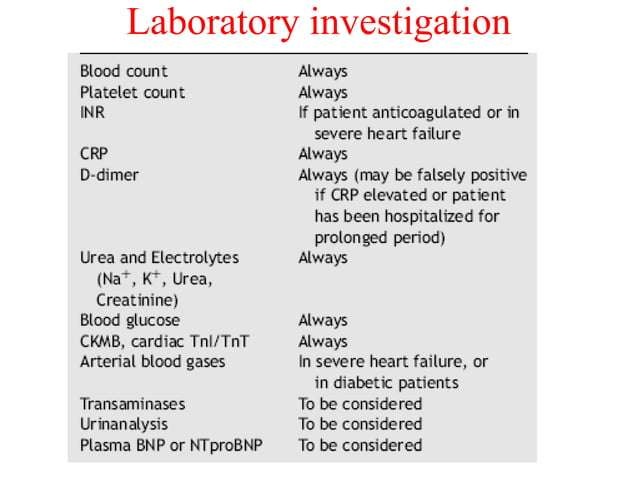 Laboratory investigation
Blood count Always
Platelet count Always
INR If patient anticoagulated or in
severe heart failure
CRP Always
D-dimer Always (may be falsely positive
if CRP elevated or patient
has been hospitalized for
prolonged period)
Urea and Electrolytes Always
(Na⁺, K⁺, Urea,
Creatinine)
Blood glucose Always
CKMB, cardiac TnI/TnT Always
Arterial blood gases In severe heart failure, or
in diabetic patients
Transaminases To be considered
Urinanalysis To be considered
Plasma BNP or NTproBNP To be considered